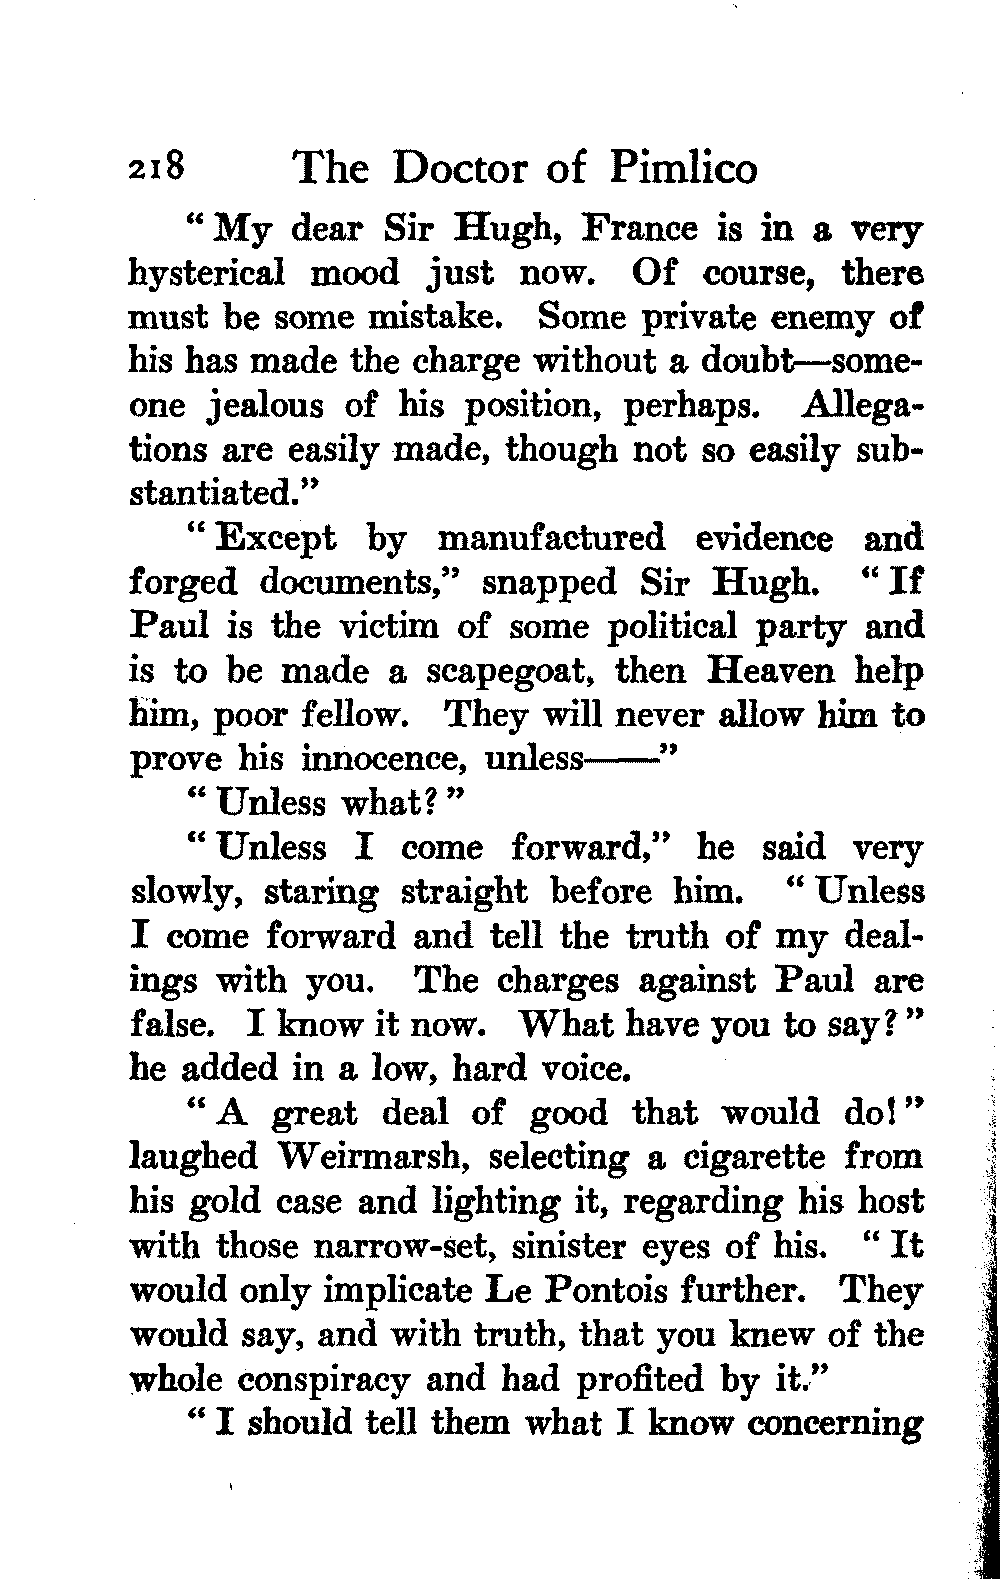 218 The Doctor of Pimlico
“ My dear Sir Hugh, France is in a very
hysterical mood just now. Of course, there
must be some mistake. Some private enemy of
his has made the charge without a doubt—some-
one jealous of his position, perhaps. Allega-
tions are easily made, though not so easily sub-
stantiated.”
“ Except by manufactured evidence and
forged documents,” snapped Sir Hugh. “ If
Paul is the victim of some political party and
is to be made a scapegoat, then Heaven help
him, poor fellow. They will never allow him to
prove his innocence, unless——”
“ Unless what? ”
“ Unless I come forward,” he said very
slowly, staring straight before him. “ Unless
I come forward and tell the truth of my deal-
ings with you. The charges against Paul are
false. I know it now. What have you to say? ”
he added in a low, hard voice.
“ A great deal of good that would do! ”
laughed Weirmarsh, selecting a cigarette from
his gold case and lighting it, regarding his host
with those narrow-set, sinister eyes of his. “ It
would only implicate Le Pontois further. They
would say, and with truth, that you knew of the
whole conspiracy and had profited by it.”
“ I should tell them what I know concerning